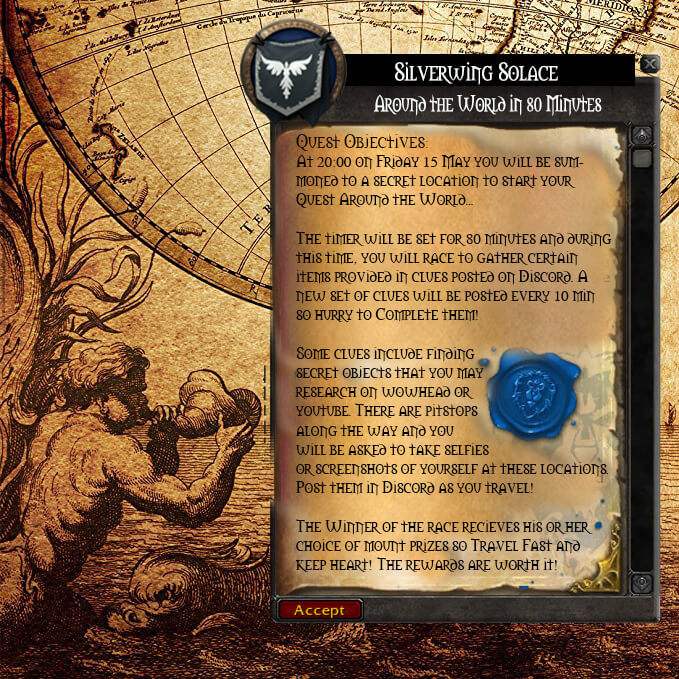 MERIDIEN
Cercle du Tropique du Capricorne
SILVERWING SOLACE
AROUND THE WORLD IN 80 MINUTES
QUEST OBJECTIVES:
AT 20:00 ON FRIDAY 15 MAY YOU WILL BE SUM-
MONED TO A SECRET LOCATION TO START YOUR
QUEST AROUND THE WORLD...
THE TIMER WILL BE SET FOR 80 MINUTES AND DURING
THIS TIME, YOU WILL RACE TO GATHER CERTAIN
ITEMS PROVIDED IN CLUES POSTED ON DISCORD. A
NEW SET OF CLUES WILL BE POSTED EVERY 10 MIN
SO HURRY TO COMPLETE THEM!
SOME CLUES INCLUDE FINDING
SECRET OBJECTS THAT YOU MAY
RESEARCH ON WOWHEAD OR
YOUTUBE. THERE ARE PITSTOPS
ALONG THE WAY AND YOU
WILL BE ASKED TO TAKE SELFIES
OR SCREENSHOTS OF YOURSELF AT THESE LOCATIONS.
POST THEM IN DISCORD AS YOU TRAVEL!
THE WINNER OF THE RACE RECIEVES HIS OR HER
CHOICE OF MOUNT PRIZES SO TRAVEL FAST AND
KEEP HEART! THE REWARDS ARE WORTH IT!
Accept